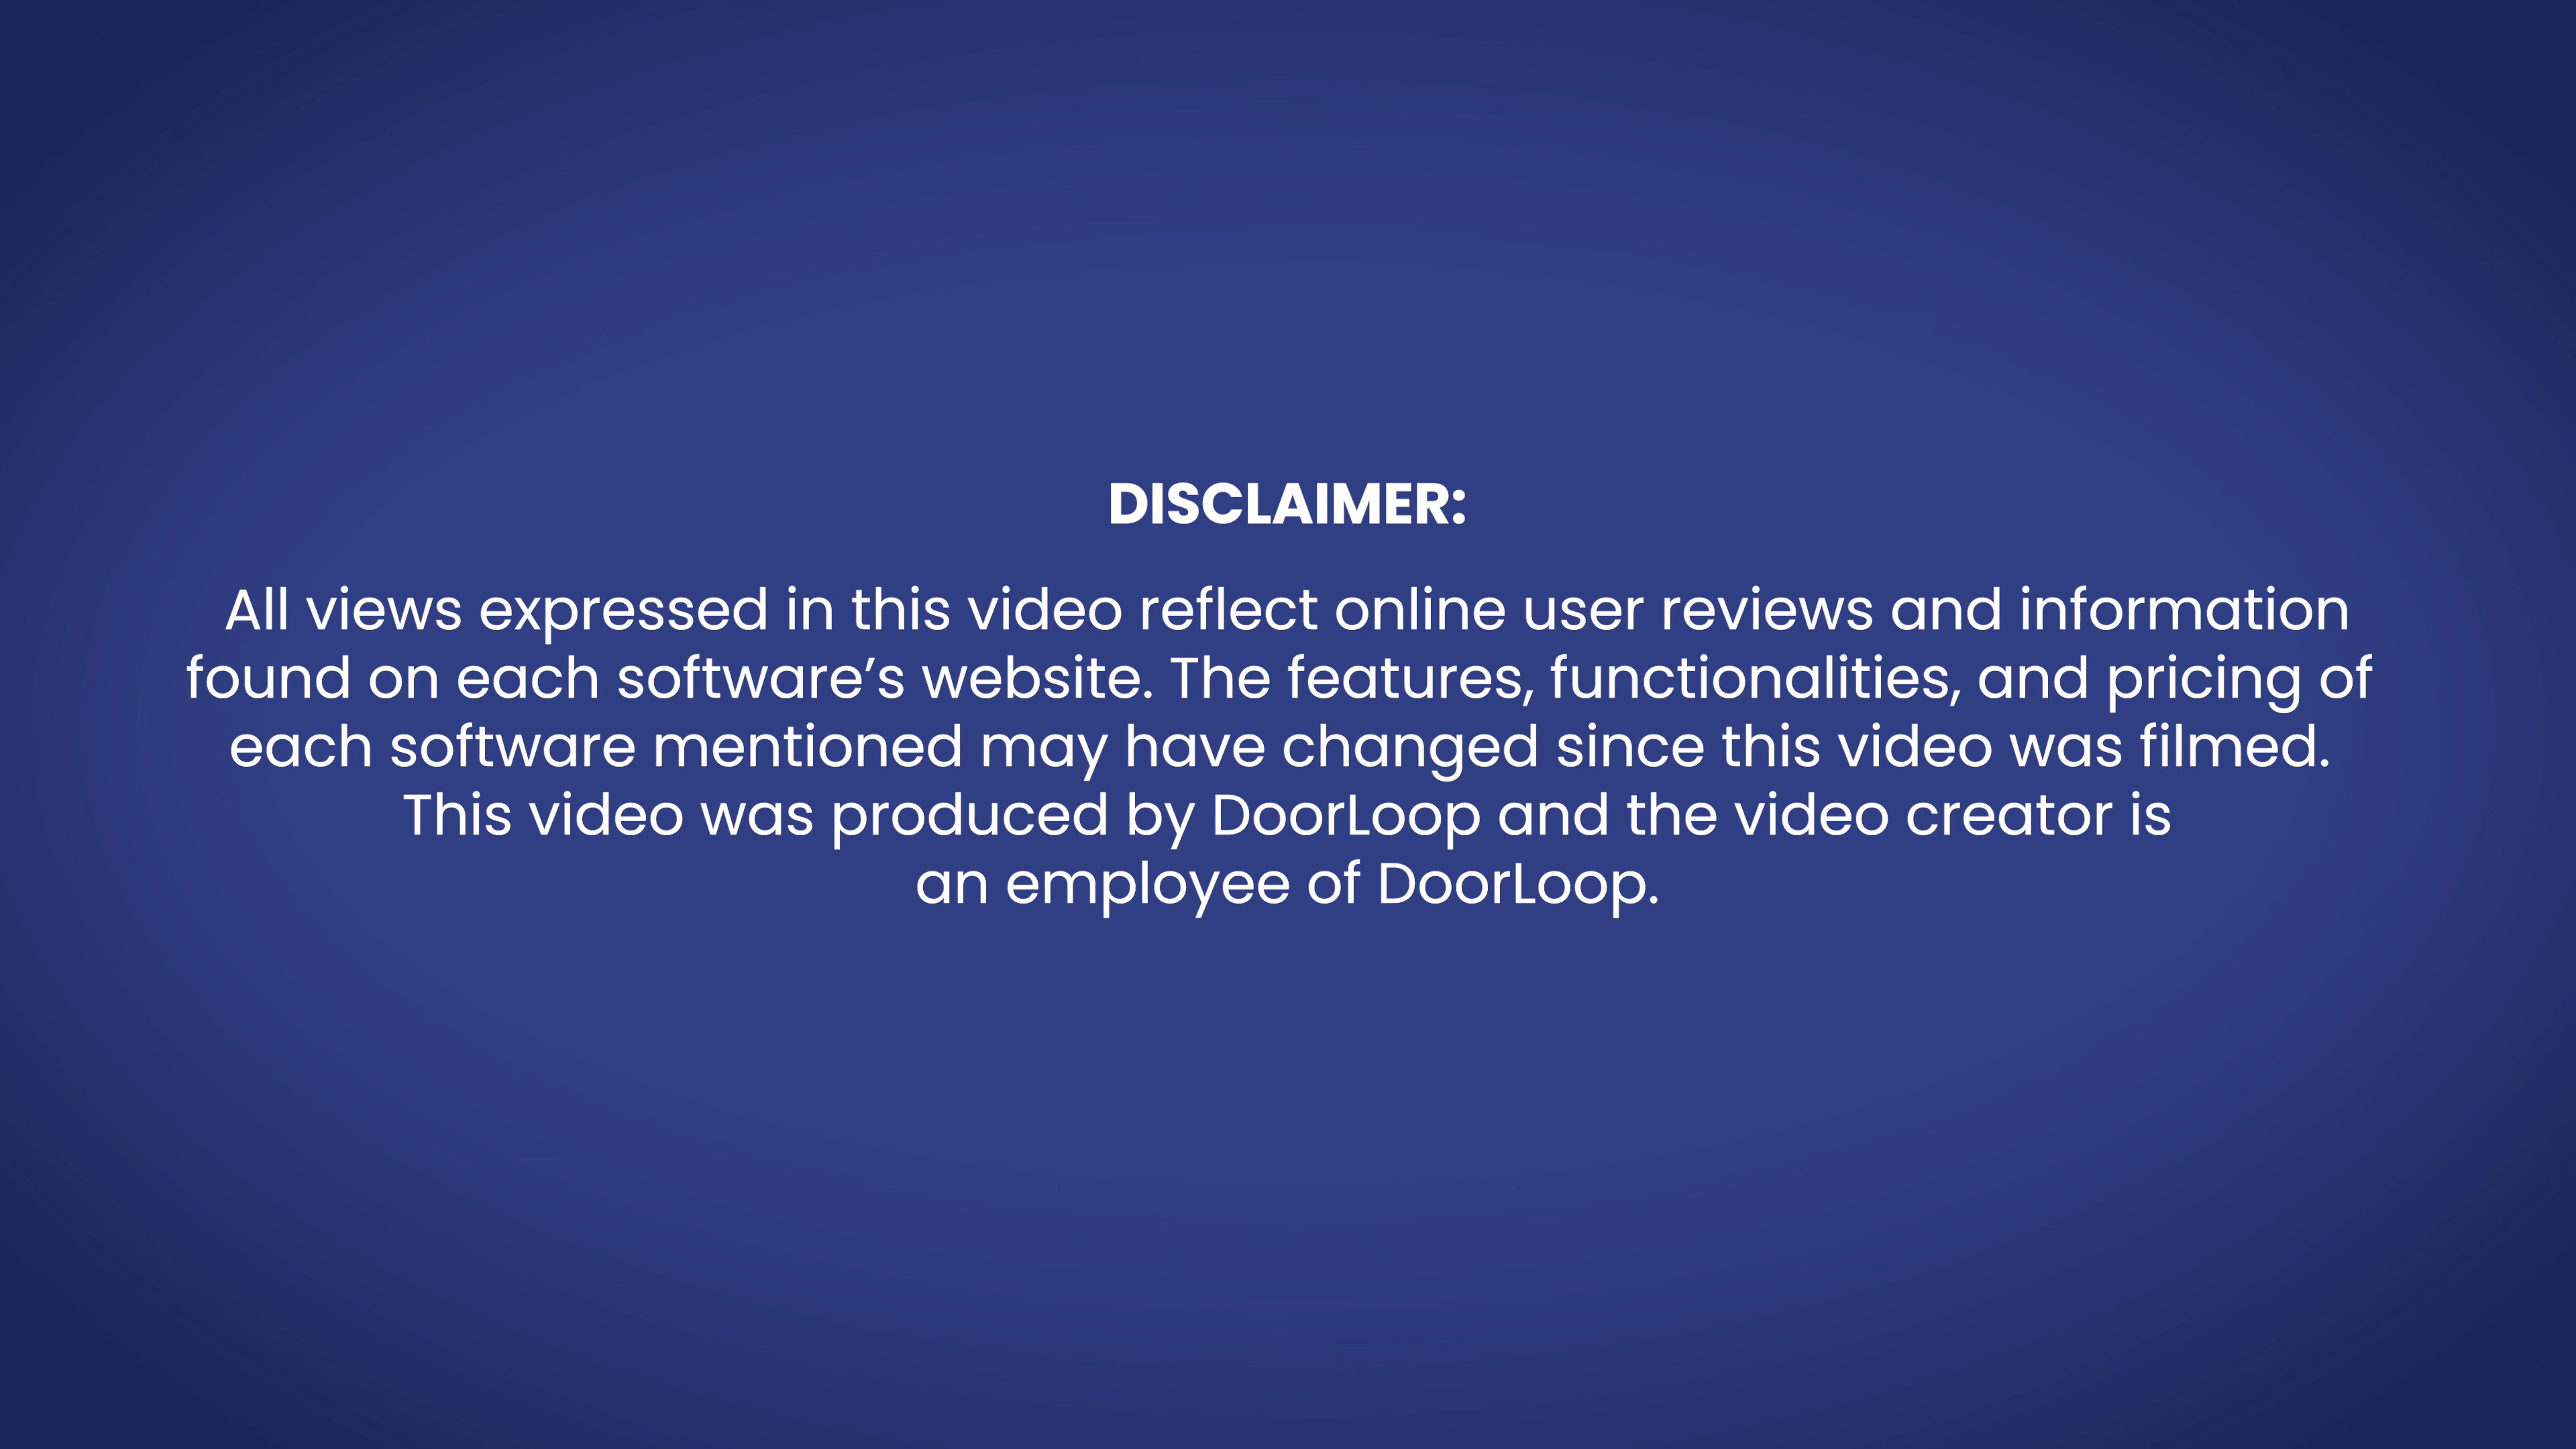 DISCLAIMER:
All views expressed in this video reflect online user reviews and information
found on each software’s website. The features, functionalities, and pricing of
each software mentioned may have changed since this video was filmed.
This video was produced by DoorLoop and the video creator is
an employee of DoorLoop.